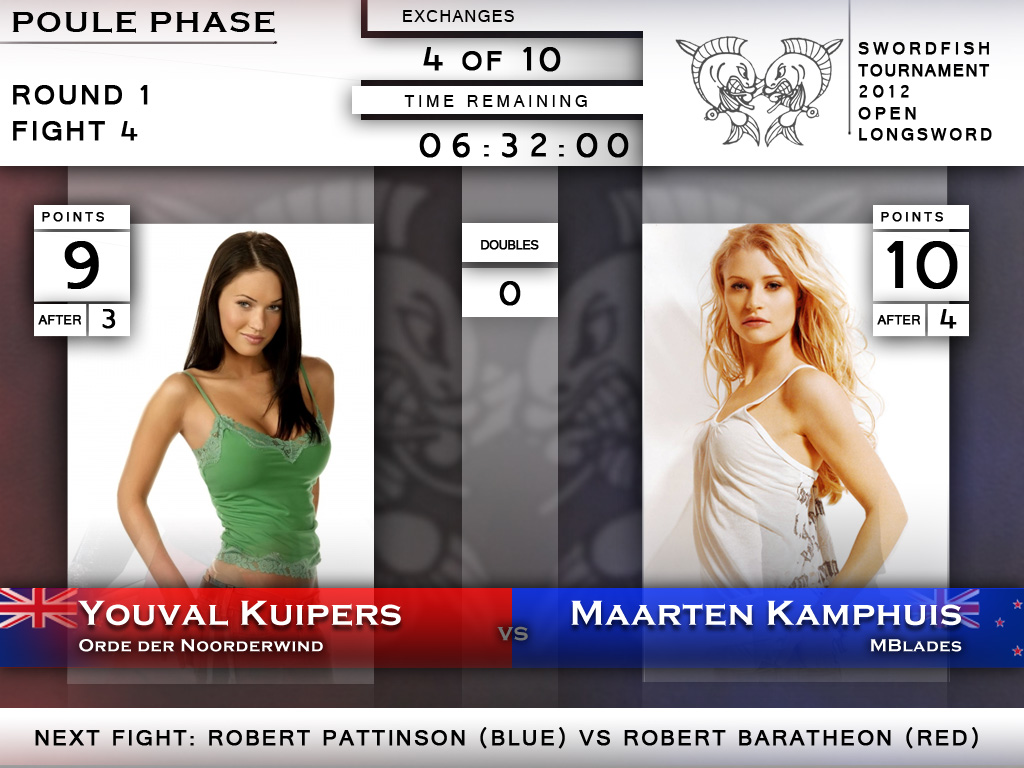 POULE PHASE
ROUND 1
FIGHT 4
EXCHANGES
4 OF 10
TIME REMAINING
06:32:00
SWORDFISH
TOURNAMENT
2012
OPEN
LONGSWORD
POINTS
9
AFTER 3
DOUBLES
0
POINTS
10
AFTER 4
YOUVAL KUIPERS
ORDE DER NOORDERWIND
VS
MAARTEN KAMPHUIS
MBLADES
NEXT FIGHT: ROBERT PATTINSON (BLUE) VS ROBERT BARATHEON (RED)